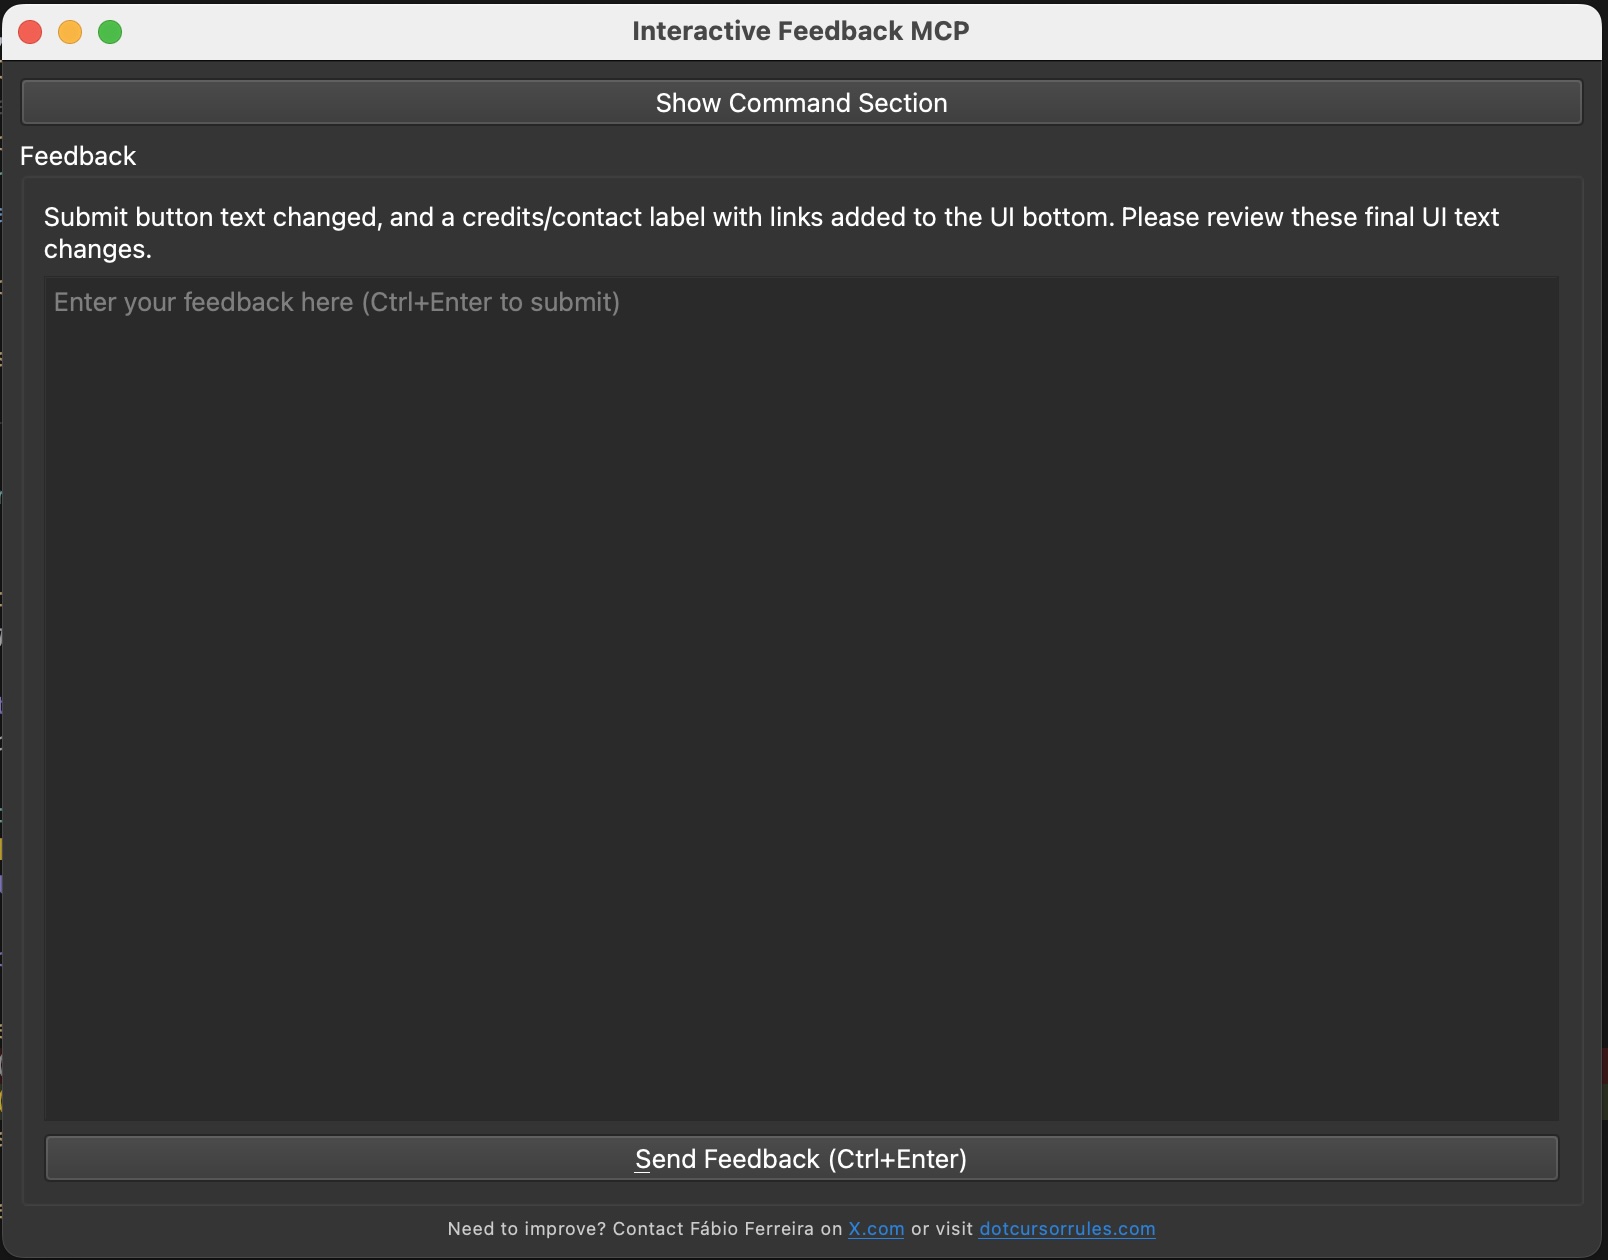 Interactive Feedback MCP
Show Command Section
Feedback
Submit button text changed, and a credits/contact label with links added to the UI bottom. Please review these final UI text
changes.
Enter your feedback here (Ctrl+Enter to submit)
Send Feedback (Ctrl+Enter)
Need to improve? Contact Fábio Ferreira on X.com or visit dotcursorrules.com